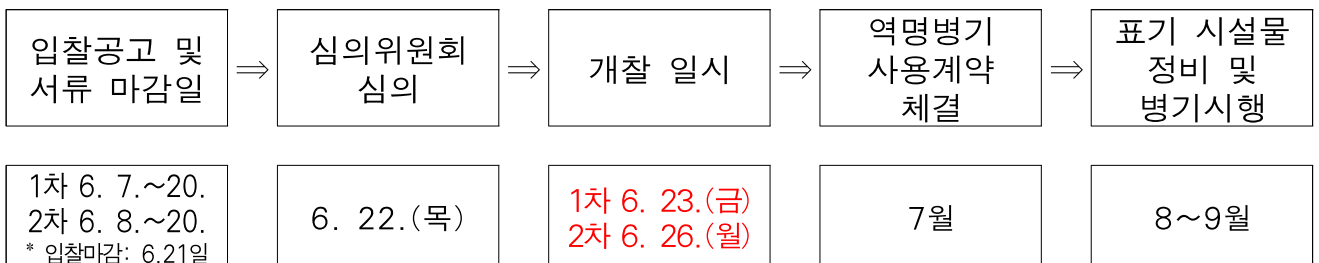 입찰공고 및
서류 마감일
⇒
심의위원회
심의
⇒
개찰 일시
⇒
역명병기
사용계약
체결
⇒
표기 시설물
정비 및
병기시행
1차 6. 7.~20.
2차 6. 8.~20.
* 입찰마감: 6.21일
6. 22.(목)
1차 6. 23.(금)
2차 6. 26.(월)
7월
8~9월